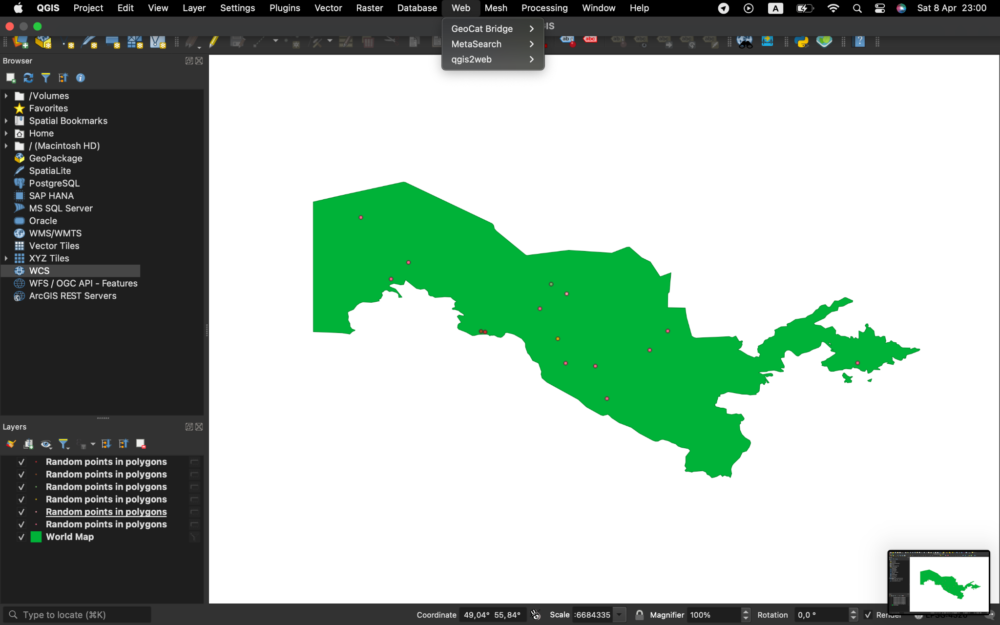 QGIS Project Edit View Layer Settings Plugins Vector Raster Database Web Mesh Processing Window Help A Sat 8 Apr 23:00
GeoCat Bridge
MetaSearch
qgis2web
abc abc
Browser
/Volumes
Favorites
Spatial Bookmarks
Home
/ (Macintosh HD)
GeoPackage
SpatiaLite
PostgreSQL
SAP HANA
MS SQL Server
Oracle
WMS/WMTS
Vector Tiles
XYZ Tiles
WCS
WFS / OGC API - Features
ArcGIS REST Servers
Layers
Random points in polygons
Random points in polygons
Random points in polygons
Random points in polygons
Random points in polygons
Random points in polygons
World Map
Type to locate (⌘K)
Coordinate 49,04° 55,84° Scale :6684335 Magnifier 100% Rotation 0,0 °